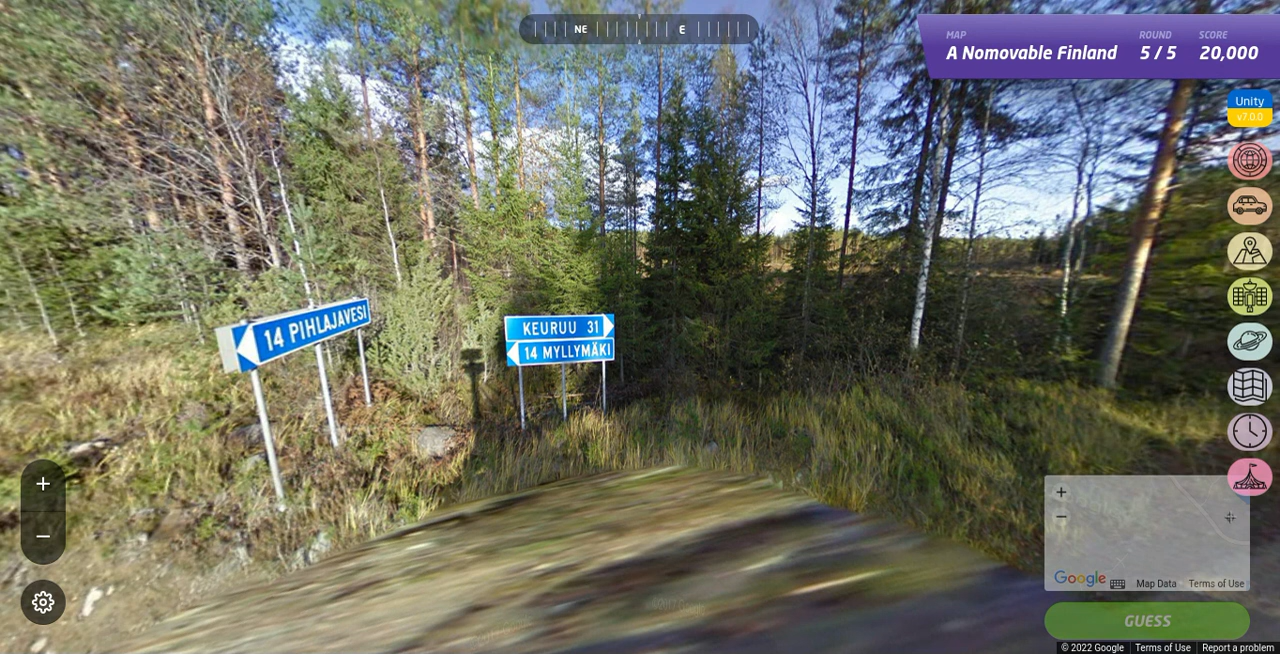 NE
E
MAP
ROUND
SCORE
A Nomovable Finland
5 / 5
20,000
Unity
v7.0.0
14 PIHLAJAVESI
KEURUU 31
14 MYLLYMÄKI
+
−
+
−
Google
Map Data
Terms of Use
GUESS
© 2022 Google
Terms of Use
Report a problem